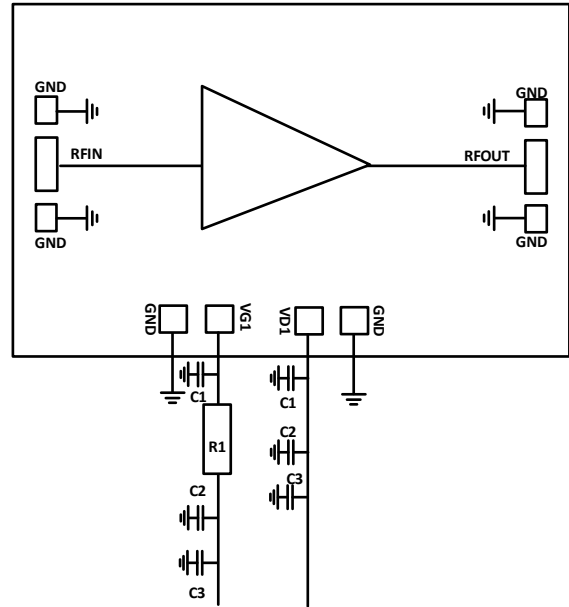 GND
GND
RFIN
RFOUT
GND
GND
GND
VG1
VD1
GND
C1
C1
R1
C2
C3
C2
C3